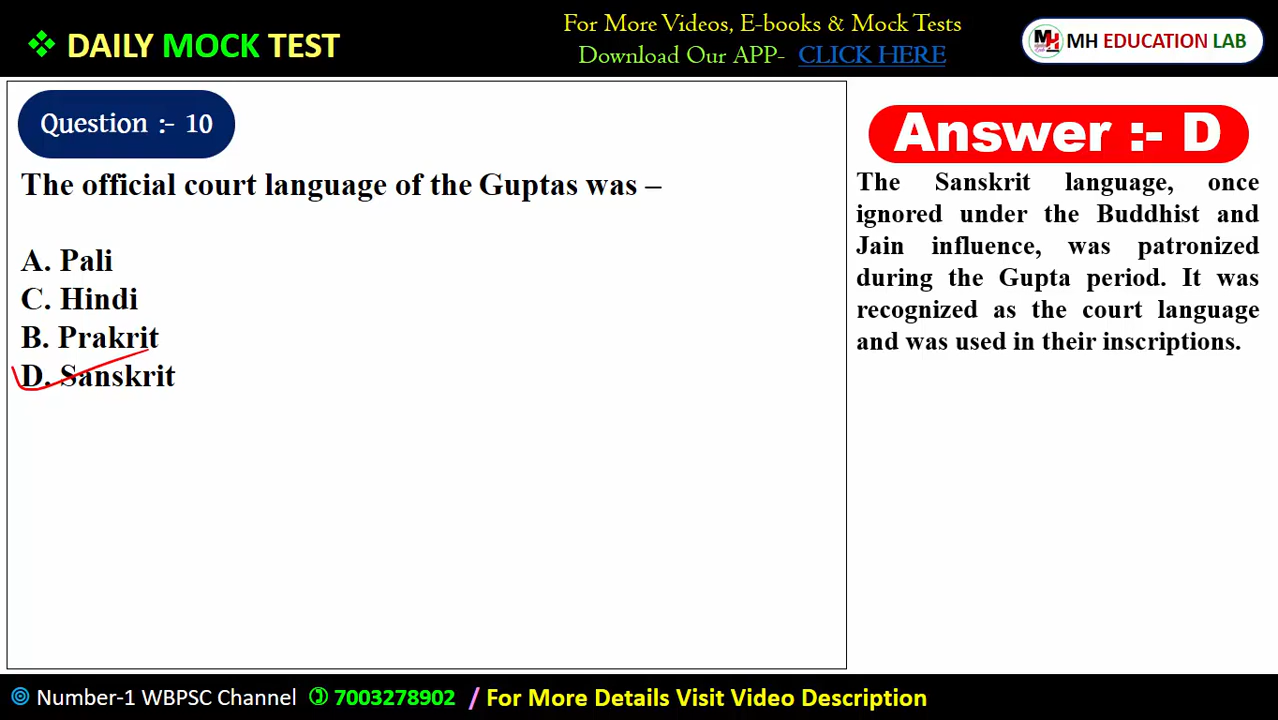 ❖ DAILY MOCK TEST
For More Videos, E-books & Mock Tests
Download Our APP- CLICK HERE
MH EDUCATION LAB
Question :- 10
The official court language of the Guptas was –
A. Pali
C. Hindi
B. Prakrit
D. Sanskrit
Answer :- D
The Sanskrit language, once
ignored under the Buddhist and
Jain influence, was patronized
during the Gupta period. It was
recognized as the court language
and was used in their inscriptions.
Number-1 WBPSC Channel ✆ 7003278902 / For More Details Visit Video Description